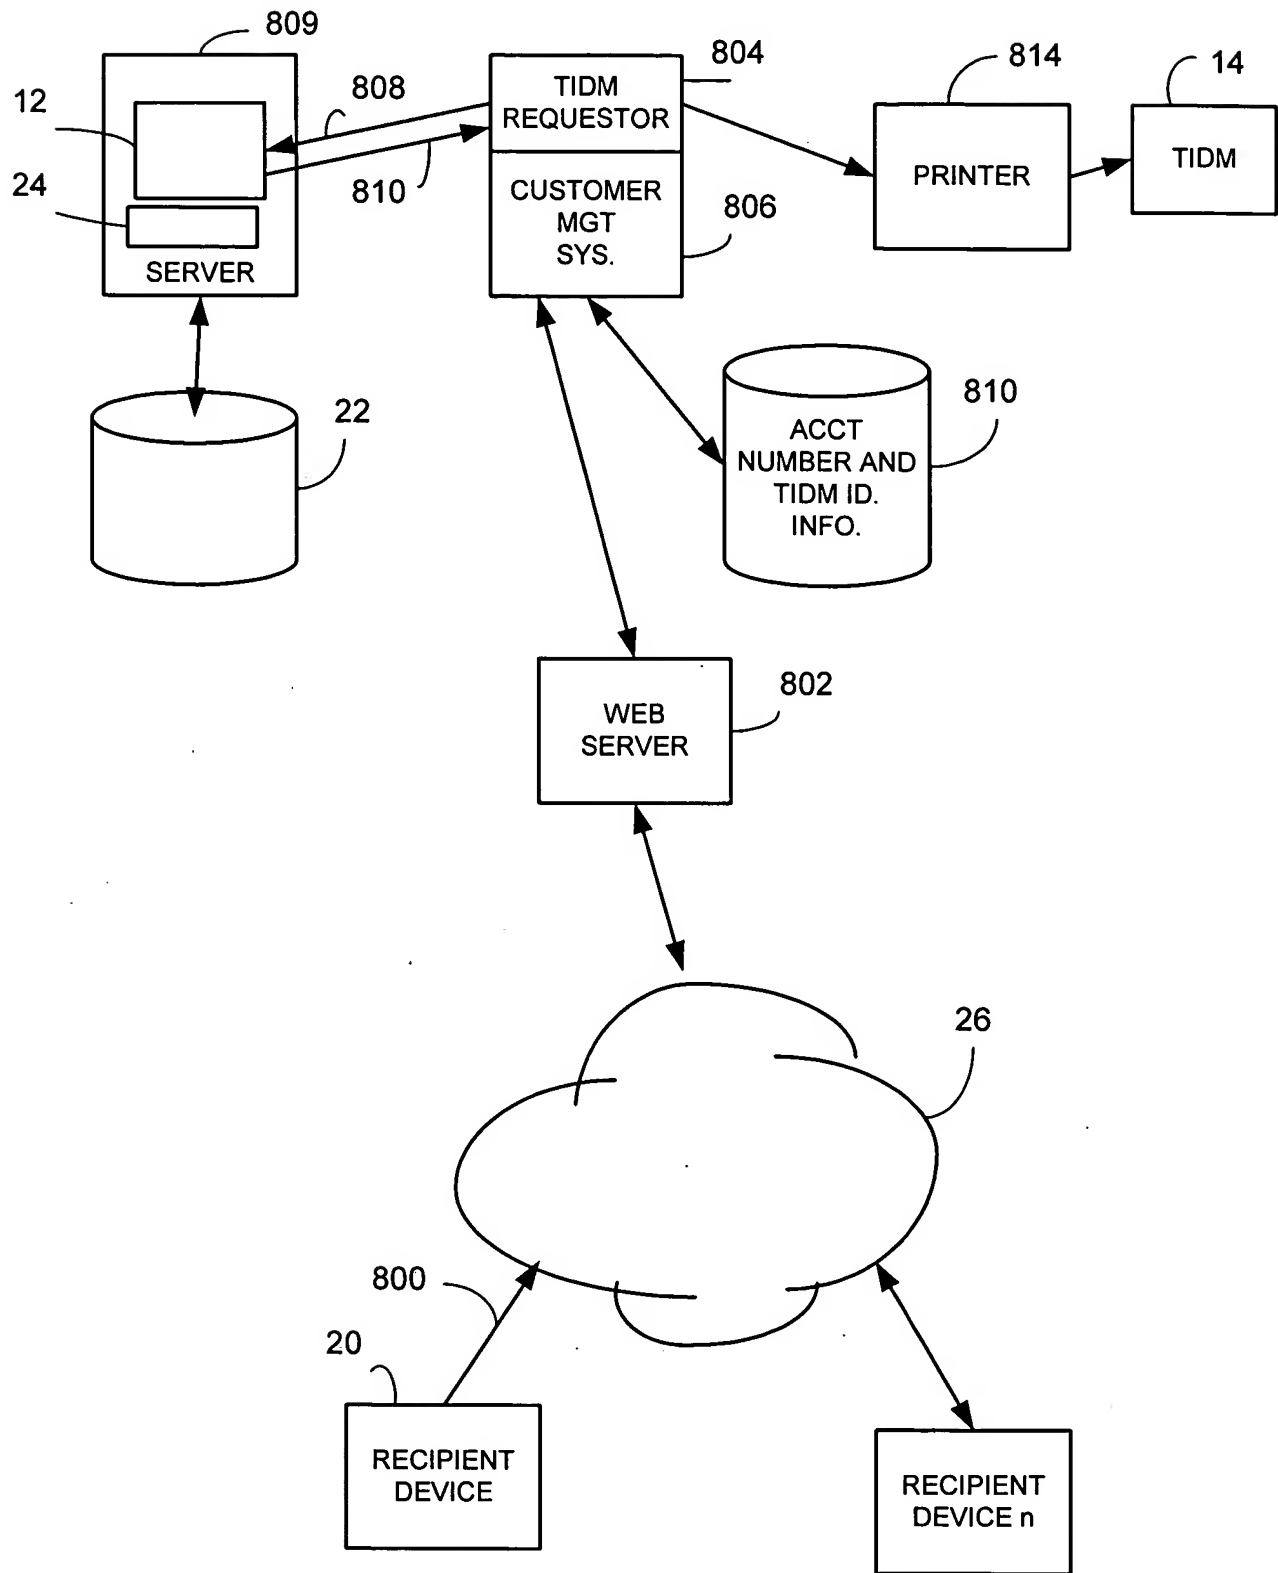 809
804
814
14
12
808
TIDM
REQUESTOR
PRINTER
TIDM
810
24
CUSTOMER
MGT
SYS.
806
SERVER
22
ACCT
NUMBER AND
TIDM ID.
INFO.
810
WEB
SERVER
802
26
800
20
RECIPIENT
DEVICE
RECIPIENT
DEVICE n